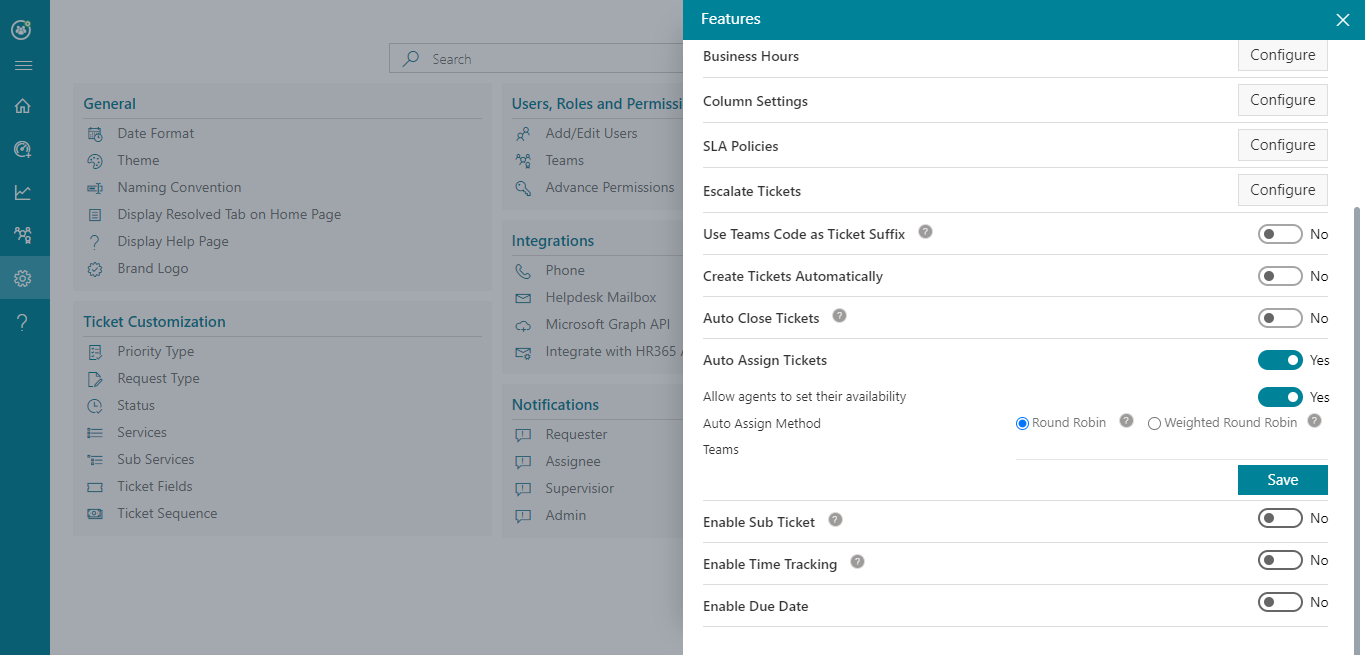 Features
Search
General
Date Format
Theme
Naming Convention
Display Resolved Tab on Home Page
Display Help Page
Brand Logo
Ticket Customization
Priority Type
Request Type
Status
Services
Sub Services
Ticket Fields
Ticket Sequence
Users, Roles and Permissi
Add/Edit Users
Teams
Advance Permissions
Integrations
Phone
Helpdesk Mailbox
Microsoft Graph API
Integrate with HR365 A
Notifications
Requester
Assignee
Supervisior
Admin
Business Hours Configure
Column Settings Configure
SLA Policies Configure
Escalate Tickets Configure
Use Teams Code as Ticket Suffix ? No
Create Tickets Automatically No
Auto Close Tickets ? No
Auto Assign Tickets Yes
Allow agents to set their availability Yes
Auto Assign Method Round Robin ? Weighted Round Robin ?
Teams
Save
Enable Sub Ticket ? No
Enable Time Tracking ? No
Enable Due Date No